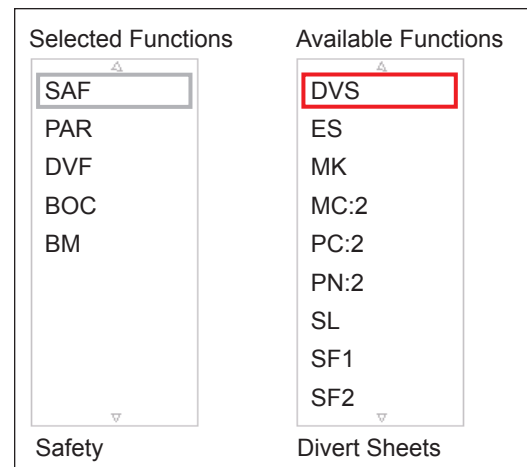 Selected Functions
SAF
PAR
DVF
BOC
BM
Safety
Available Functions
DVS
ES
MK
MC:2
PC:2
PN:2
SL
SF1
SF2
Divert Sheets